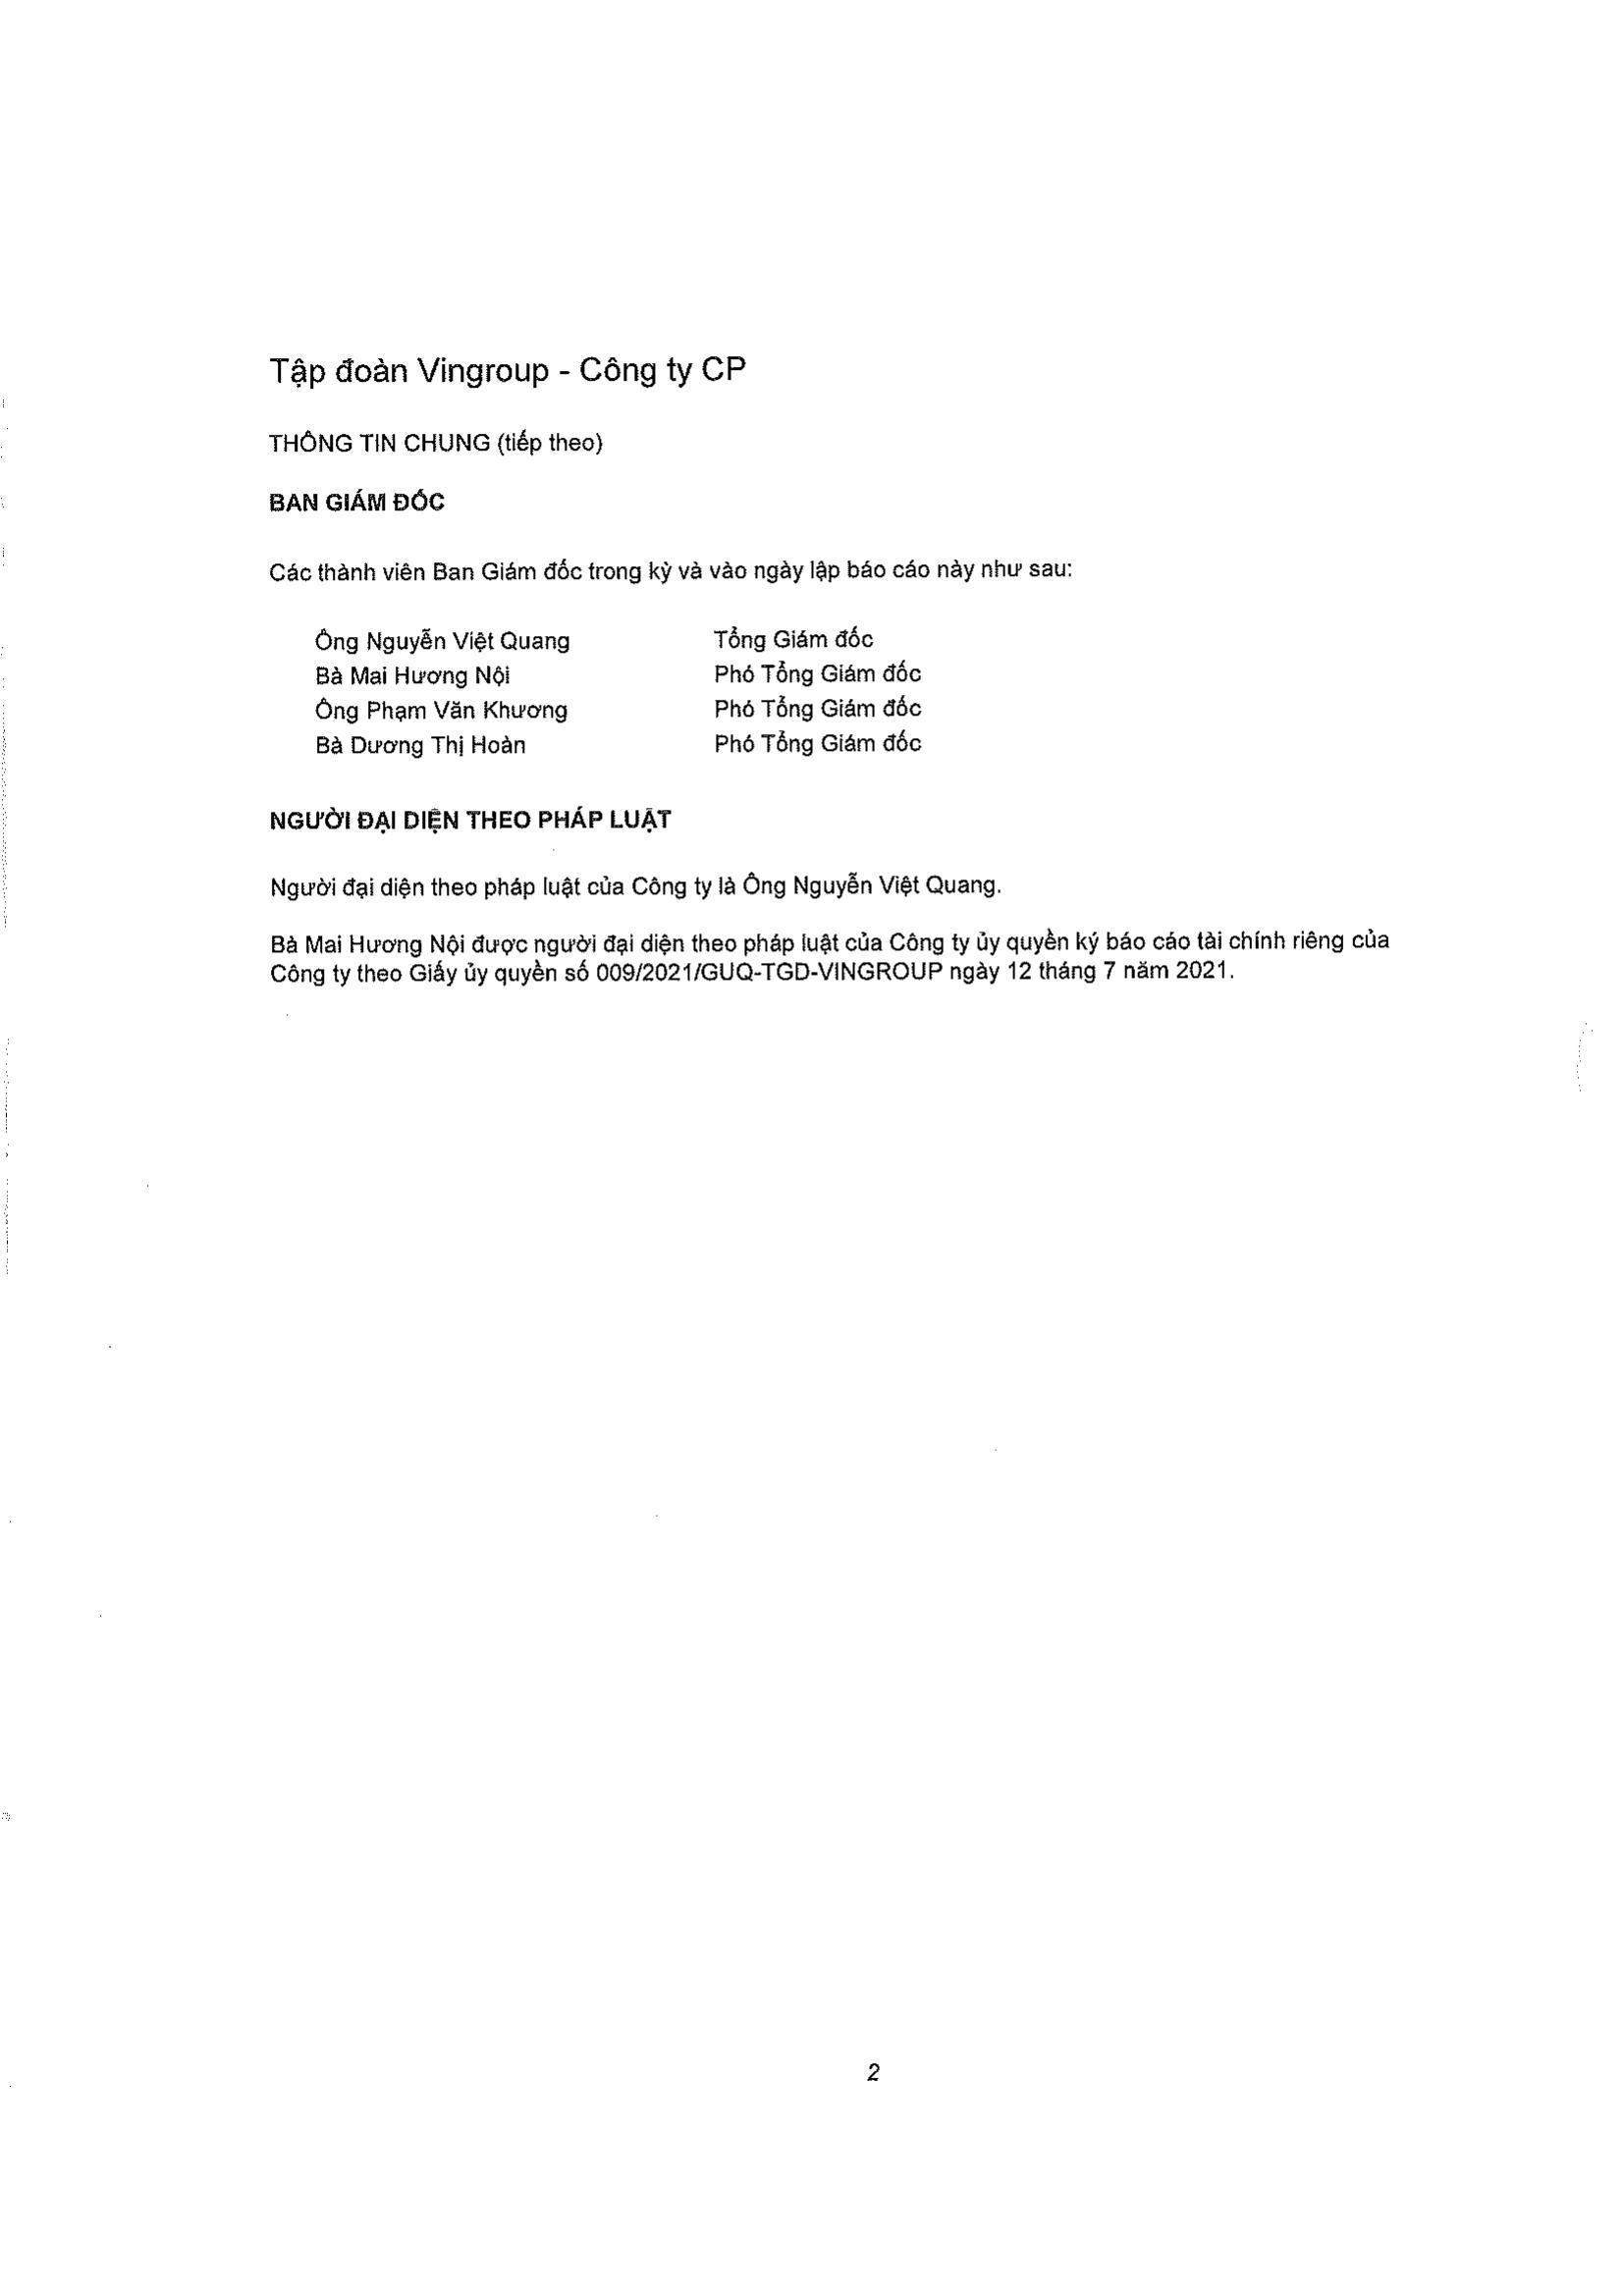 Tập đoàn Vingroup - Công ty CP
THÔNG TIN CHUNG (tiếp theo)
BAN GIÁM ĐỐC
Các thành viên Ban Giám đốc trong kỳ và vào ngày lập báo cáo này như sau:
Ông Nguyễn Việt Quang Tổng Giám đốc
Bà Mai Hương Nội Phó Tổng Giám đốc
Ông Phạm Văn Khương Phó Tổng Giám đốc
Bà Dương Thị Hoàn Phó Tổng Giám đốc
NGƯỜI ĐẠI DIỆN THEO PHÁP LUẬT
Người đại diện theo pháp luật của Công ty là Ông Nguyễn Việt Quang.
Bà Mai Hương Nội được người đại diện theo pháp luật của Công ty ủy quyền ký báo cáo tài chính riêng của
Công ty theo Giấy ủy quyền số 009/2021/GUQ-TGD-VINGROUP ngày 12 tháng 7 năm 2021.
2